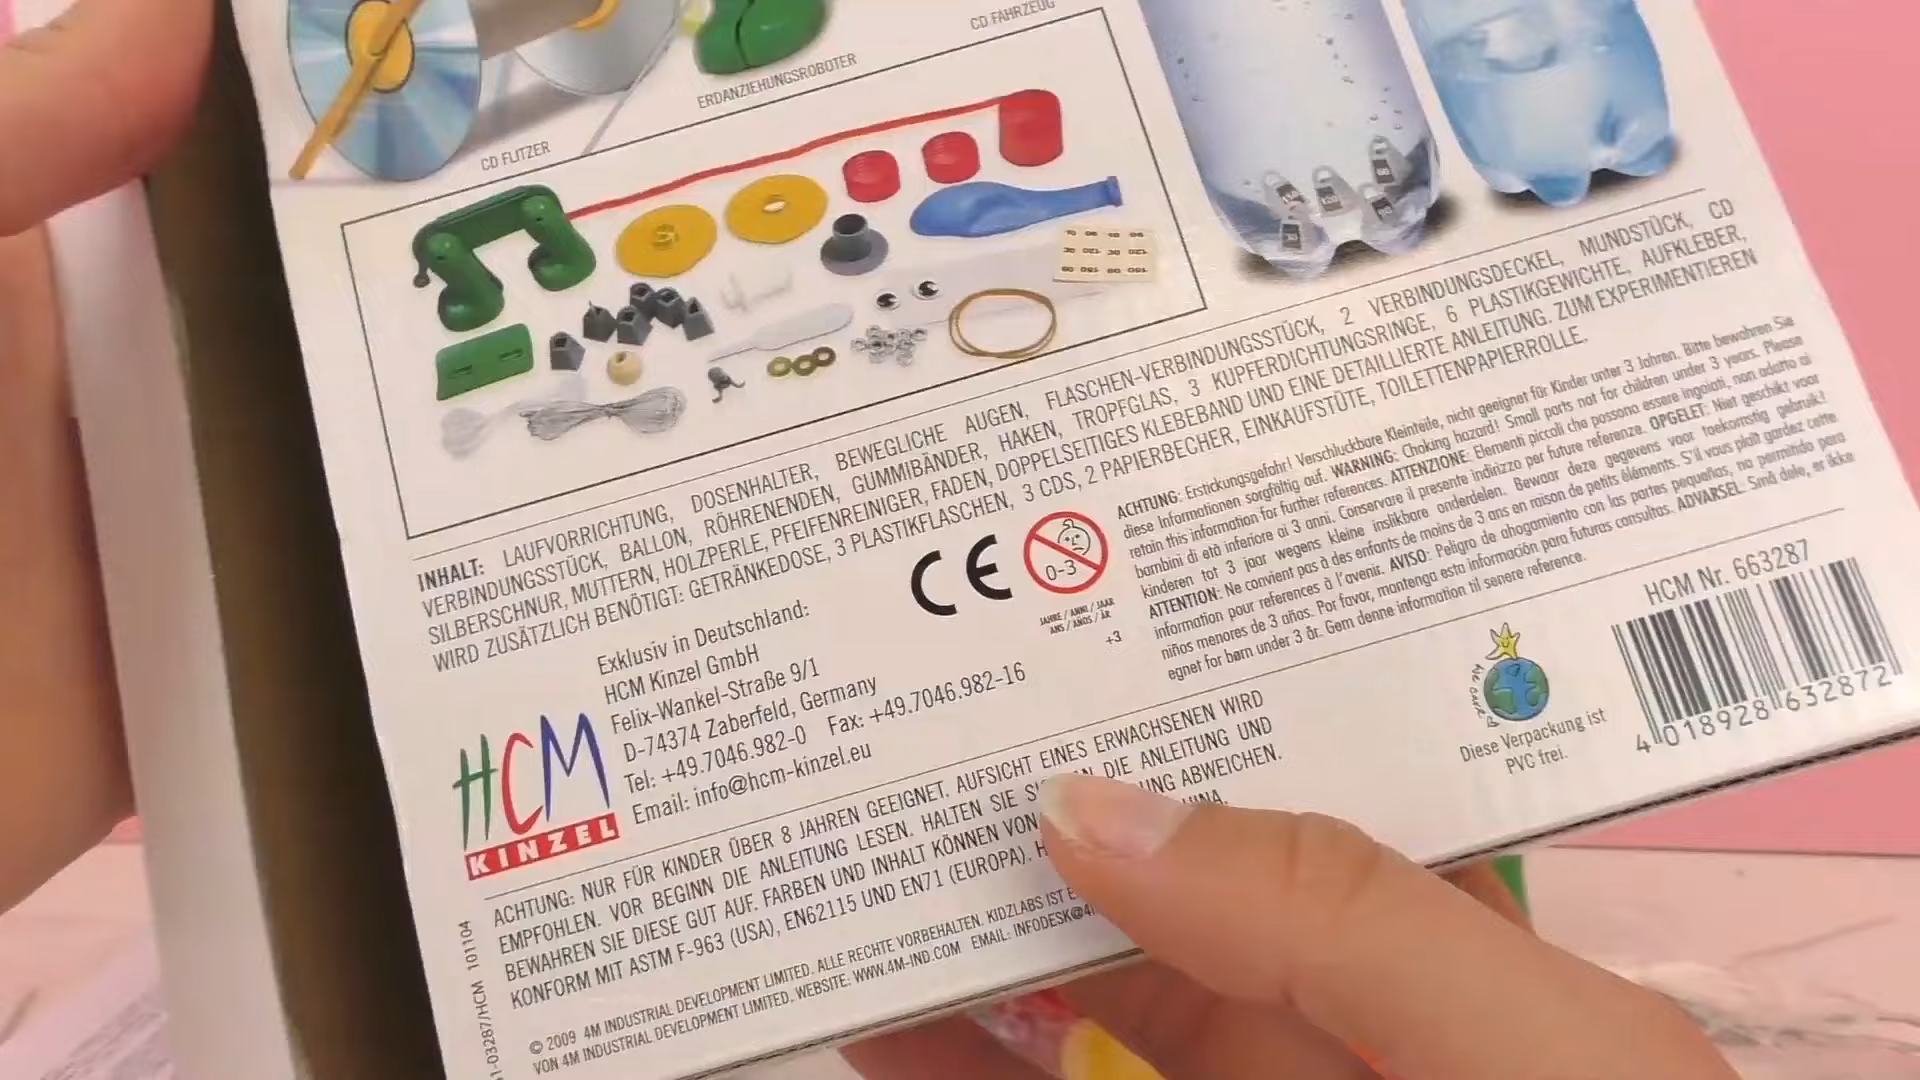 CD FAHRZEUG
ERDANZIEHUNGSROBOTER
CD FLITZER
INHALT: LAUFVORRICHTUNG, DOSENHALTER, BEWEGLICHE AUGEN, FLASCHEN-VERBINDUNGSSTÜCK, 2 VERBINDUNGSDECKEL, MUNDSTÜCK, CD
VERBINDUNGSSTÜCK, BALLON, RÖHRENENDEN, GUMMIBÄNDER, HAKEN, TROPFGLAS, 3 KUPFERDICHTUNGSRINGE, 6 PLASTIKGEWICHTE, AUFKLEBER,
SILBERSCHNUR, MUTTERN, HOLZPERLE, PFEIFENREINIGER, FADEN, DOPPELSEITIGES KLEBEBAND UND EINE DETAILLIERTE ANLEITUNG. ZUM EXPERIMENTIEREN
WIRD ZUSÄTZLICH BENÖTIGT: GETRÄNKEDOSE, 3 PLASTIKFLASCHEN, 3 CDS, 2 PAPIERBECHER, EINKAUFSTÜTE, TOILETTENPAPIERROLLE.
Exklusiv in Deutschland:
HCM Kinzel GmbH
Felix-Wankel-Straße 9/1
D-74374 Zaberfeld, Germany
Tel: +49.7046.982-0 Fax: +49.7046.982-16
Email: info@hcm-kinzel.eu
HCM
KINZEL
CE
0-3
JAHRE / ANNI / JAAR
ANS / AÑOS / ÅR
+3
ACHTUNG: Erstickungsgefahr! Verschluckbare Kleinteile, nicht geeignet für Kinder unter 3 Jahren. Bitte bewahren Sie
diese Informationen sorgfältig auf. WARNING: Choking hazard! Small parts not for children under 3 years. Please
retain this information for further references. ATTENZIONE: Elementi piccoli che possono essere ingoiati, non adatto ai
bambini di età inferiore ai 3 anni. Conservare il presente indirizzo per future reference. OPGELET: Niet geschikt voor
kinderen tot 3 jaar wegens kleine inslikbare onderdelen. Bewaar deze gegevens voor toekomstig gebruik!
ATTENTION: Ne convient pas à des enfants de moins de 3 ans en raison de petits éléments. S'il vous plaît gardez cette
information pour references à l'avenir. AVISO: Peligro de ahogamiento con las partes pequeñas, no permitido para
niños menores de 3 años. Por favor, mantenga esta información para futuras consultas. ADVARSEL: Små dele, er ikke
egnet for børn under 3 år. Gem denne information til senere reference.
HCM Nr. 663287
4 018928 632872
Diese Verpackung ist
PVC frei.
ACHTUNG: NUR FÜR KINDER ÜBER 8 JAHREN GEEIGNET. AUFSICHT EINES ERWACHSENEN WIRD
EMPFOHLEN. VOR BEGINN DIE ANLEITUNG LESEN. HALTEN SIE DIE ANLEITUNG UND
BEWAHREN SIE DIESE GUT AUF. FARBEN UND INHALT KÖNNEN VON ABWEICHEN.
KONFORM MIT ASTM F-963 (USA), EN62115 UND EN71 (EUROPA).
© 2009 4M INDUSTRIAL DEVELOPMENT LIMITED. ALLE RECHTE VORBEHALTEN. KIDZLABS IST
VON 4M INDUSTRIAL DEVELOPMENT LIMITED. WEBSITE: WWW.4M-IND.COM EMAIL:
1-03287/HCM 101104